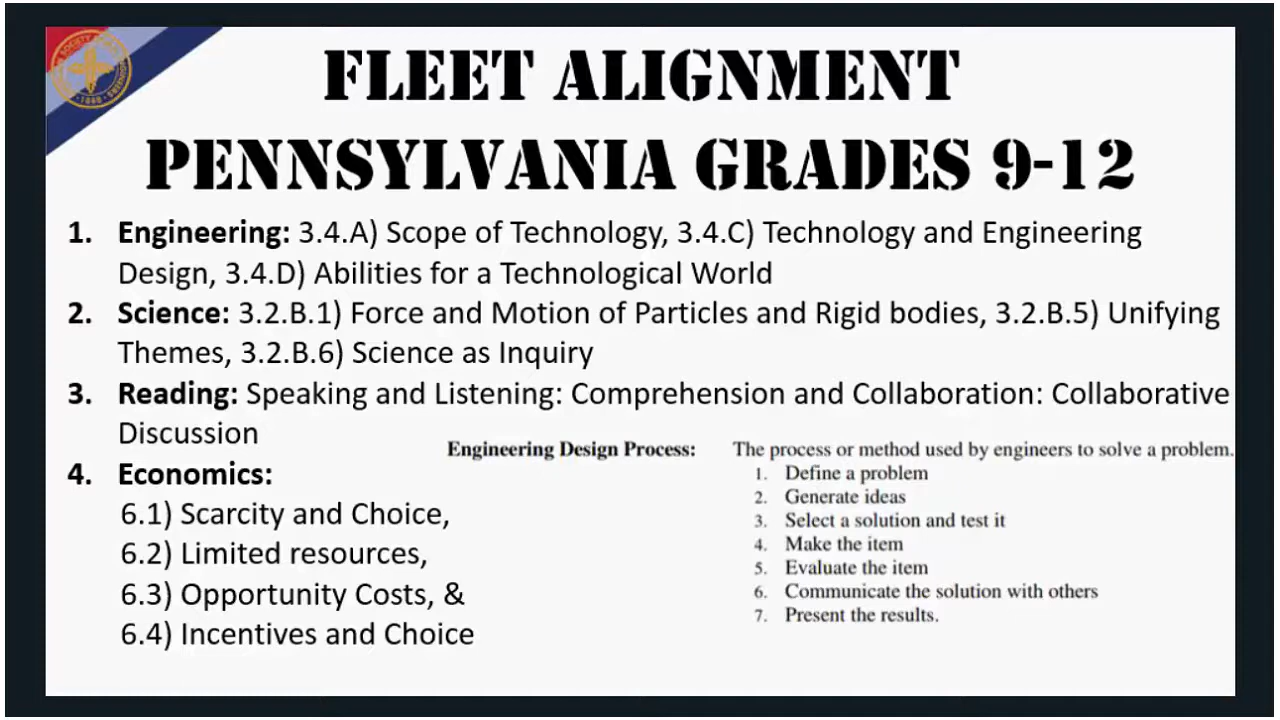 FLEET ALIGNMENT
PENNSYLVANIA GRADES 9-12
1. Engineering: 3.4.A) Scope of Technology, 3.4.C) Technology and Engineering
Design, 3.4.D) Abilities for a Technological World
2. Science: 3.2.B.1) Force and Motion of Particles and Rigid bodies, 3.2.B.5) Unifying
Themes, 3.2.B.6) Science as Inquiry
3. Reading: Speaking and Listening: Comprehension and Collaboration: Collaborative
Discussion
4. Economics:
6.1) Scarcity and Choice,
6.2) Limited resources,
6.3) Opportunity Costs, &
6.4) Incentives and Choice
Engineering Design Process: The process or method used by engineers to solve a problem.
1. Define a problem
2. Generate ideas
3. Select a solution and test it
4. Make the item
5. Evaluate the item
6. Communicate the solution with others
7. Present the results.